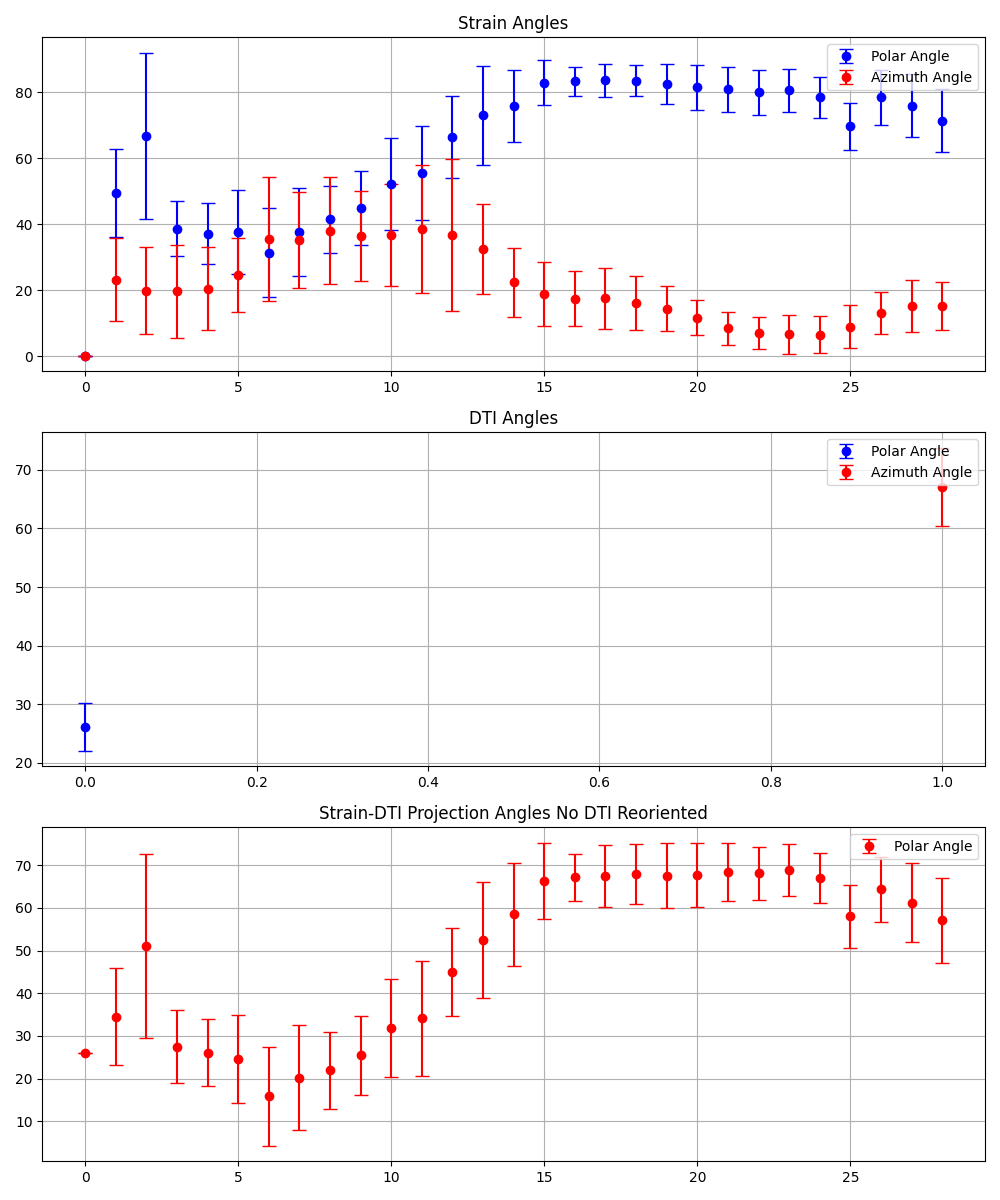 Strain Angles
Polar Angle
Azimuth Angle
80
60
40
20
0
0 5 10 15 20 25
DTI Angles
Polar Angle
Azimuth Angle
70
60
50
40
30
20
0.0 0.2 0.4 0.6 0.8 1.0
Strain-DTI Projection Angles No DTI Reoriented
Polar Angle
70
60
50
40
30
20
10
0 5 10 15 20 25